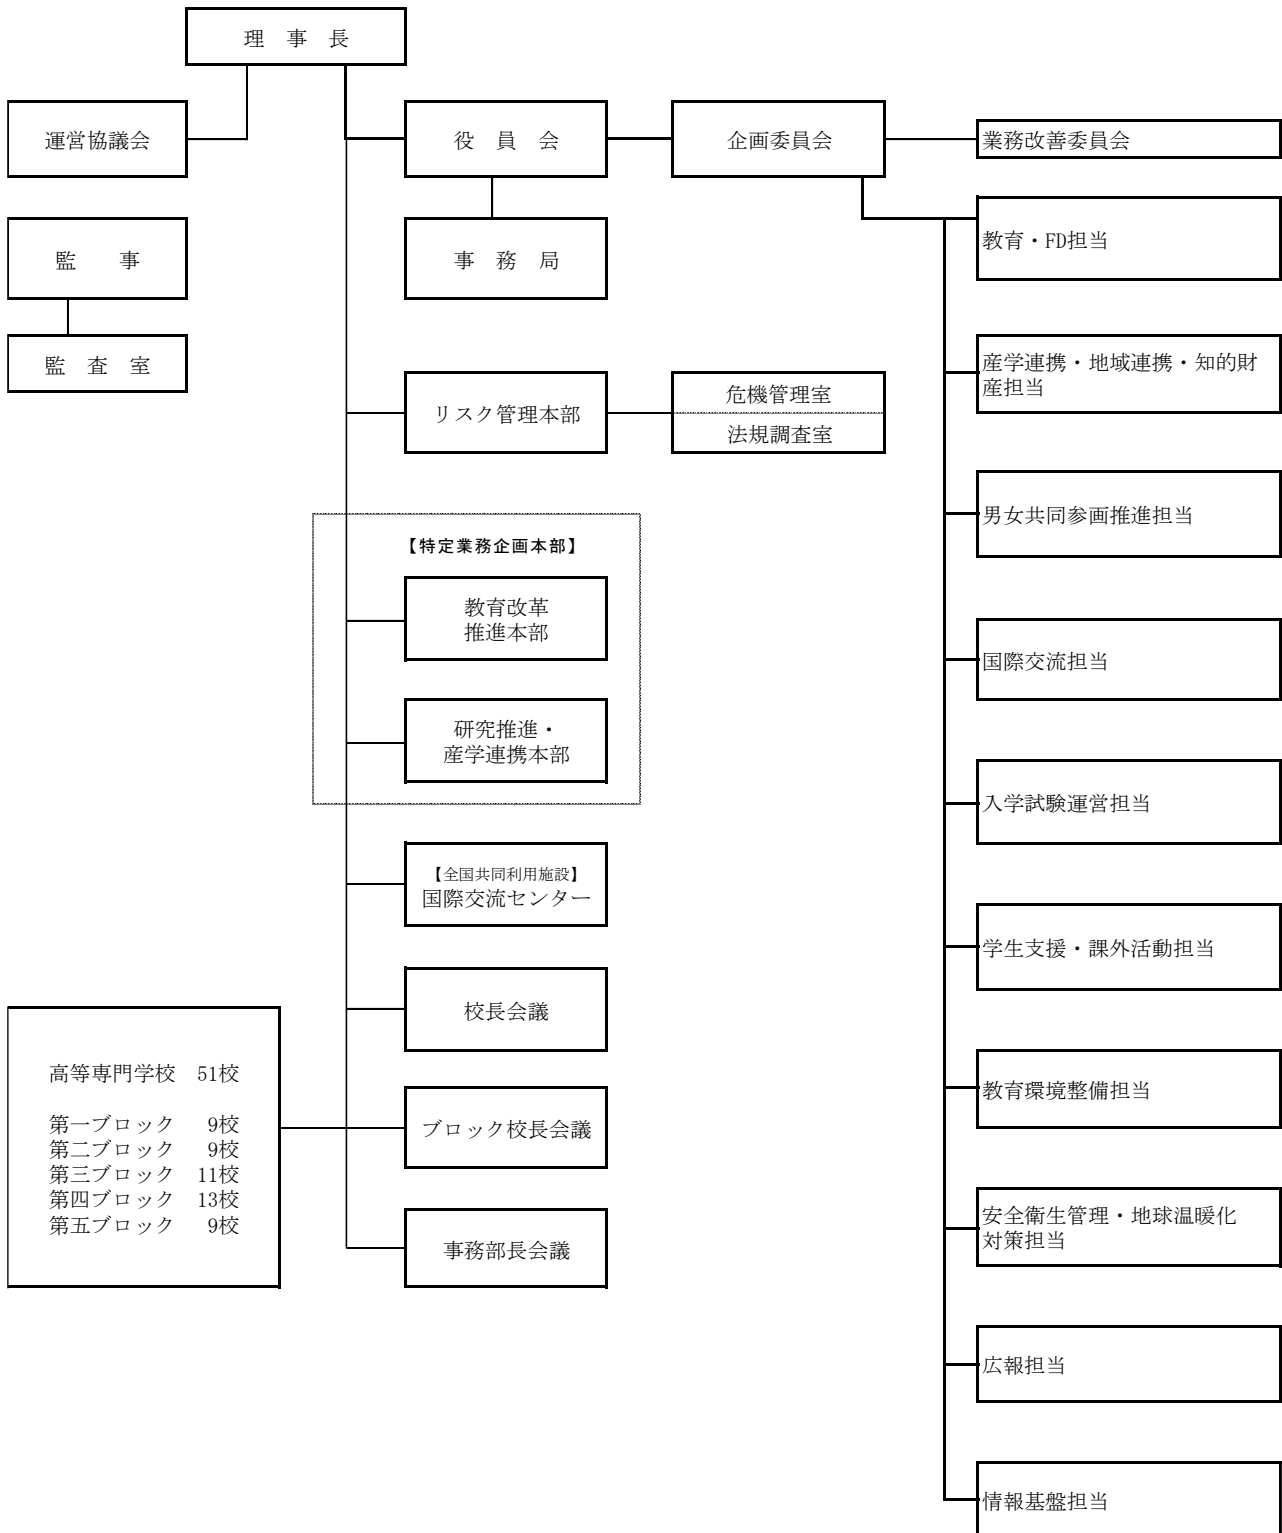 理 事 長
運営協議会
役 員 会
企画委員会
業務改善委員会
監 事
監 査 室
事 務 局
リスク管理本部
危機管理室
法規調査室
【特定業務企画本部】
教育改革
推進本部
研究推進・
産学連携本部
【全国共同利用施設】
国際交流センター
校長会議
ブロック校長会議
事務部長会議
高等専門学校 51校
第一ブロック 9校
第二ブロック 9校
第三ブロック 11校
第四ブロック 13校
第五ブロック 9校
教育・FD担当
産学連携・地域連携・知的財
産担当
男女共同参画推進担当
国際交流担当
入学試験運営担当
学生支援・課外活動担当
教育環境整備担当
安全衛生管理・地球温暖化
対策担当
広報担当
情報基盤担当